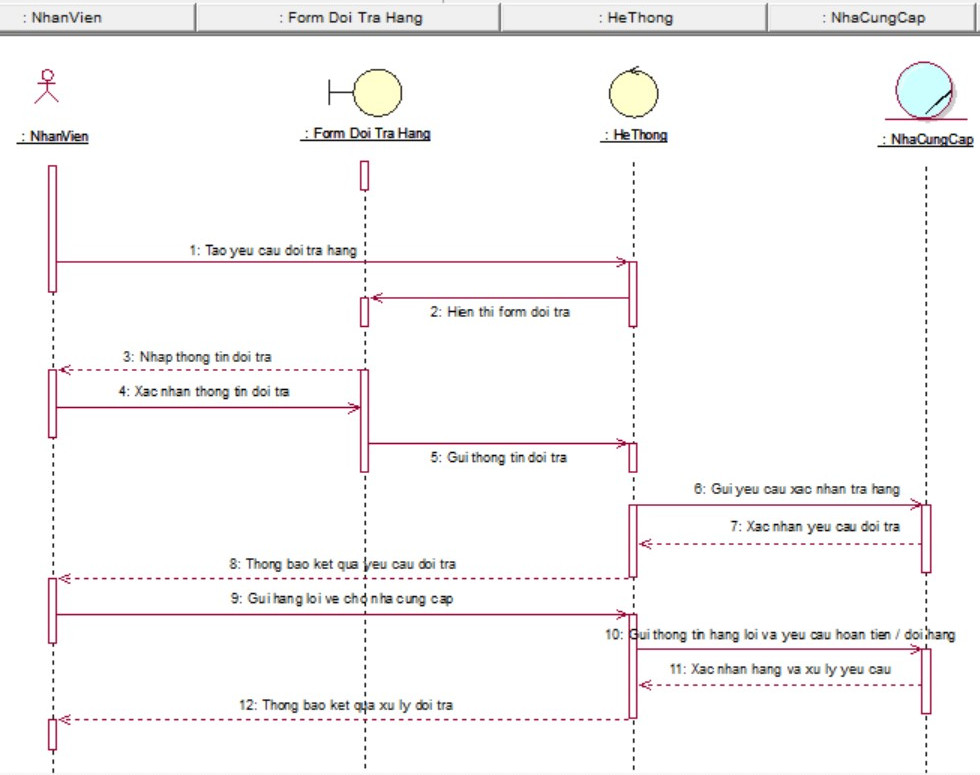 : NhanVien
: Form Doi Tra Hang
: HeThong
: NhaCungCap
: NhanVien
: Form Doi Tra Hang
: HeThong
: NhaCungCap
1: Tao yeu cau doi tra hang
2: Hien thi form doi tra
3: Nhap thong tin doi tra
4: Xac nhan thong tin doi tra
5: Gui thong tin doi tra
6: Gui yeu cau xac nhan tra hang
7: Xac nhan yeu cau doi tra
8: Thong bao ket qua yeu cau doi tra
9: Gui hang loi ve cho nha cung cap
10: Gui thong tin hang loi va yeu cau hoan tien / doi hang
11: Xac nhan hang va xu ly yeu cau
12: Thong bao ket qua xu ly doi tra